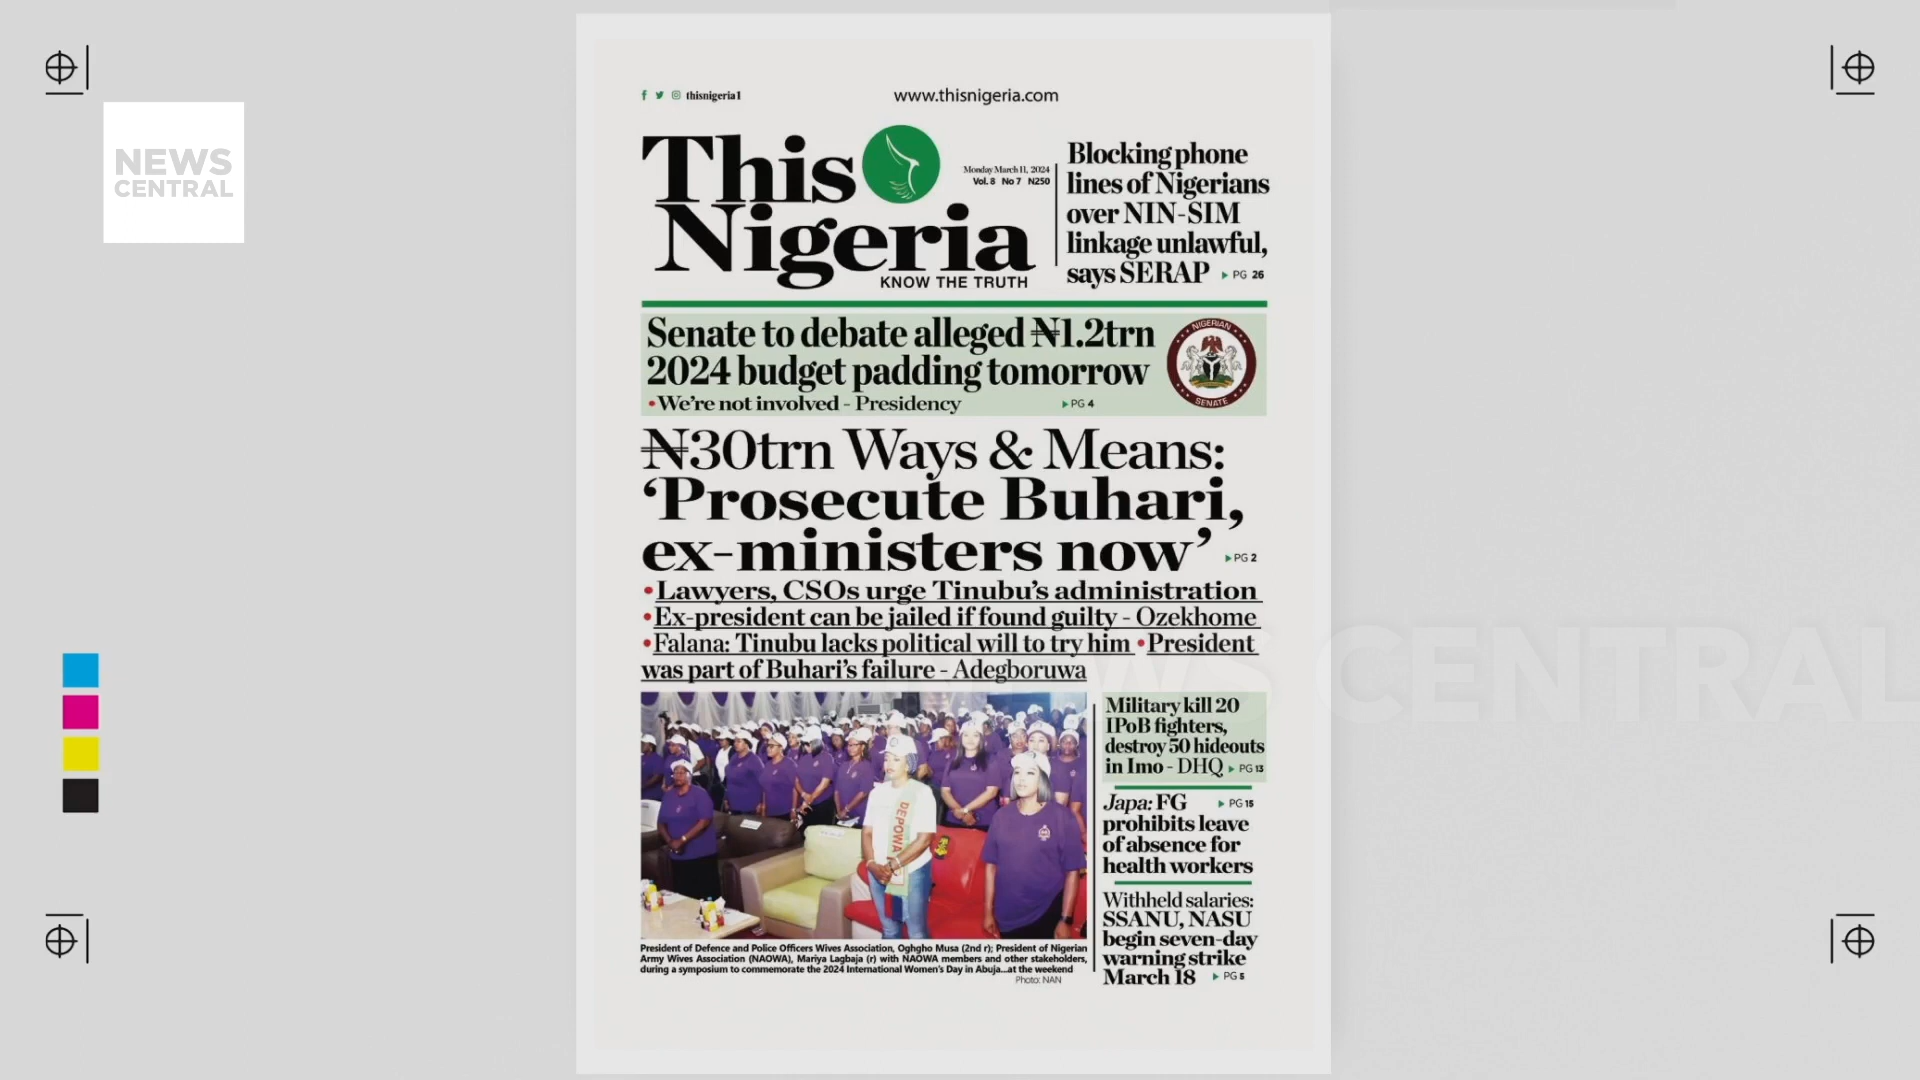 NEWS
CENTRAL
thisnigeria1
www.thisnigeria.com
This
Nigeria
KNOW THE TRUTH
Monday March 11, 2024
Vol. 8 No 7 N250
Blocking phone
lines of Nigerians
over NIN-SIM
linkage unlawful,
says SERAP PG 26
Senate to debate alleged ₦1.2trn
2024 budget padding tomorrow
•We're not involved - Presidency PG 4
NIGERIAN
SENATE
₦30trn Ways & Means:
‘Prosecute Buhari,
ex-ministers now’ PG 2
•Lawyers, CSOs urge Tinubu's administration
•Ex-president can be jailed if found guilty - Ozekhome
•Falana: Tinubu lacks political will to try him •President
was part of Buhari's failure - Adegboruwa
DEPOWA
President of Defence and Police Officers Wives Association, Oghgho Musa (2nd r); President of Nigerian
Army Wives Association (NAOWA), Mariya Lagbaja (r) with NAOWA members and other stakeholders,
during a symposium to commemorate the 2024 International Women's Day in Abuja...at the weekend
Photo: NAN
Military kill 20
IPoB fighters,
destroy 50 hideouts
in Imo - DHQ PG 13
Japa: FG PG 15
prohibits leave
of absence for
health workers
Withheld salaries:
SSANU, NASU
begin seven-day
warning strike
March 18 PG 5
NEWS CENTRAL